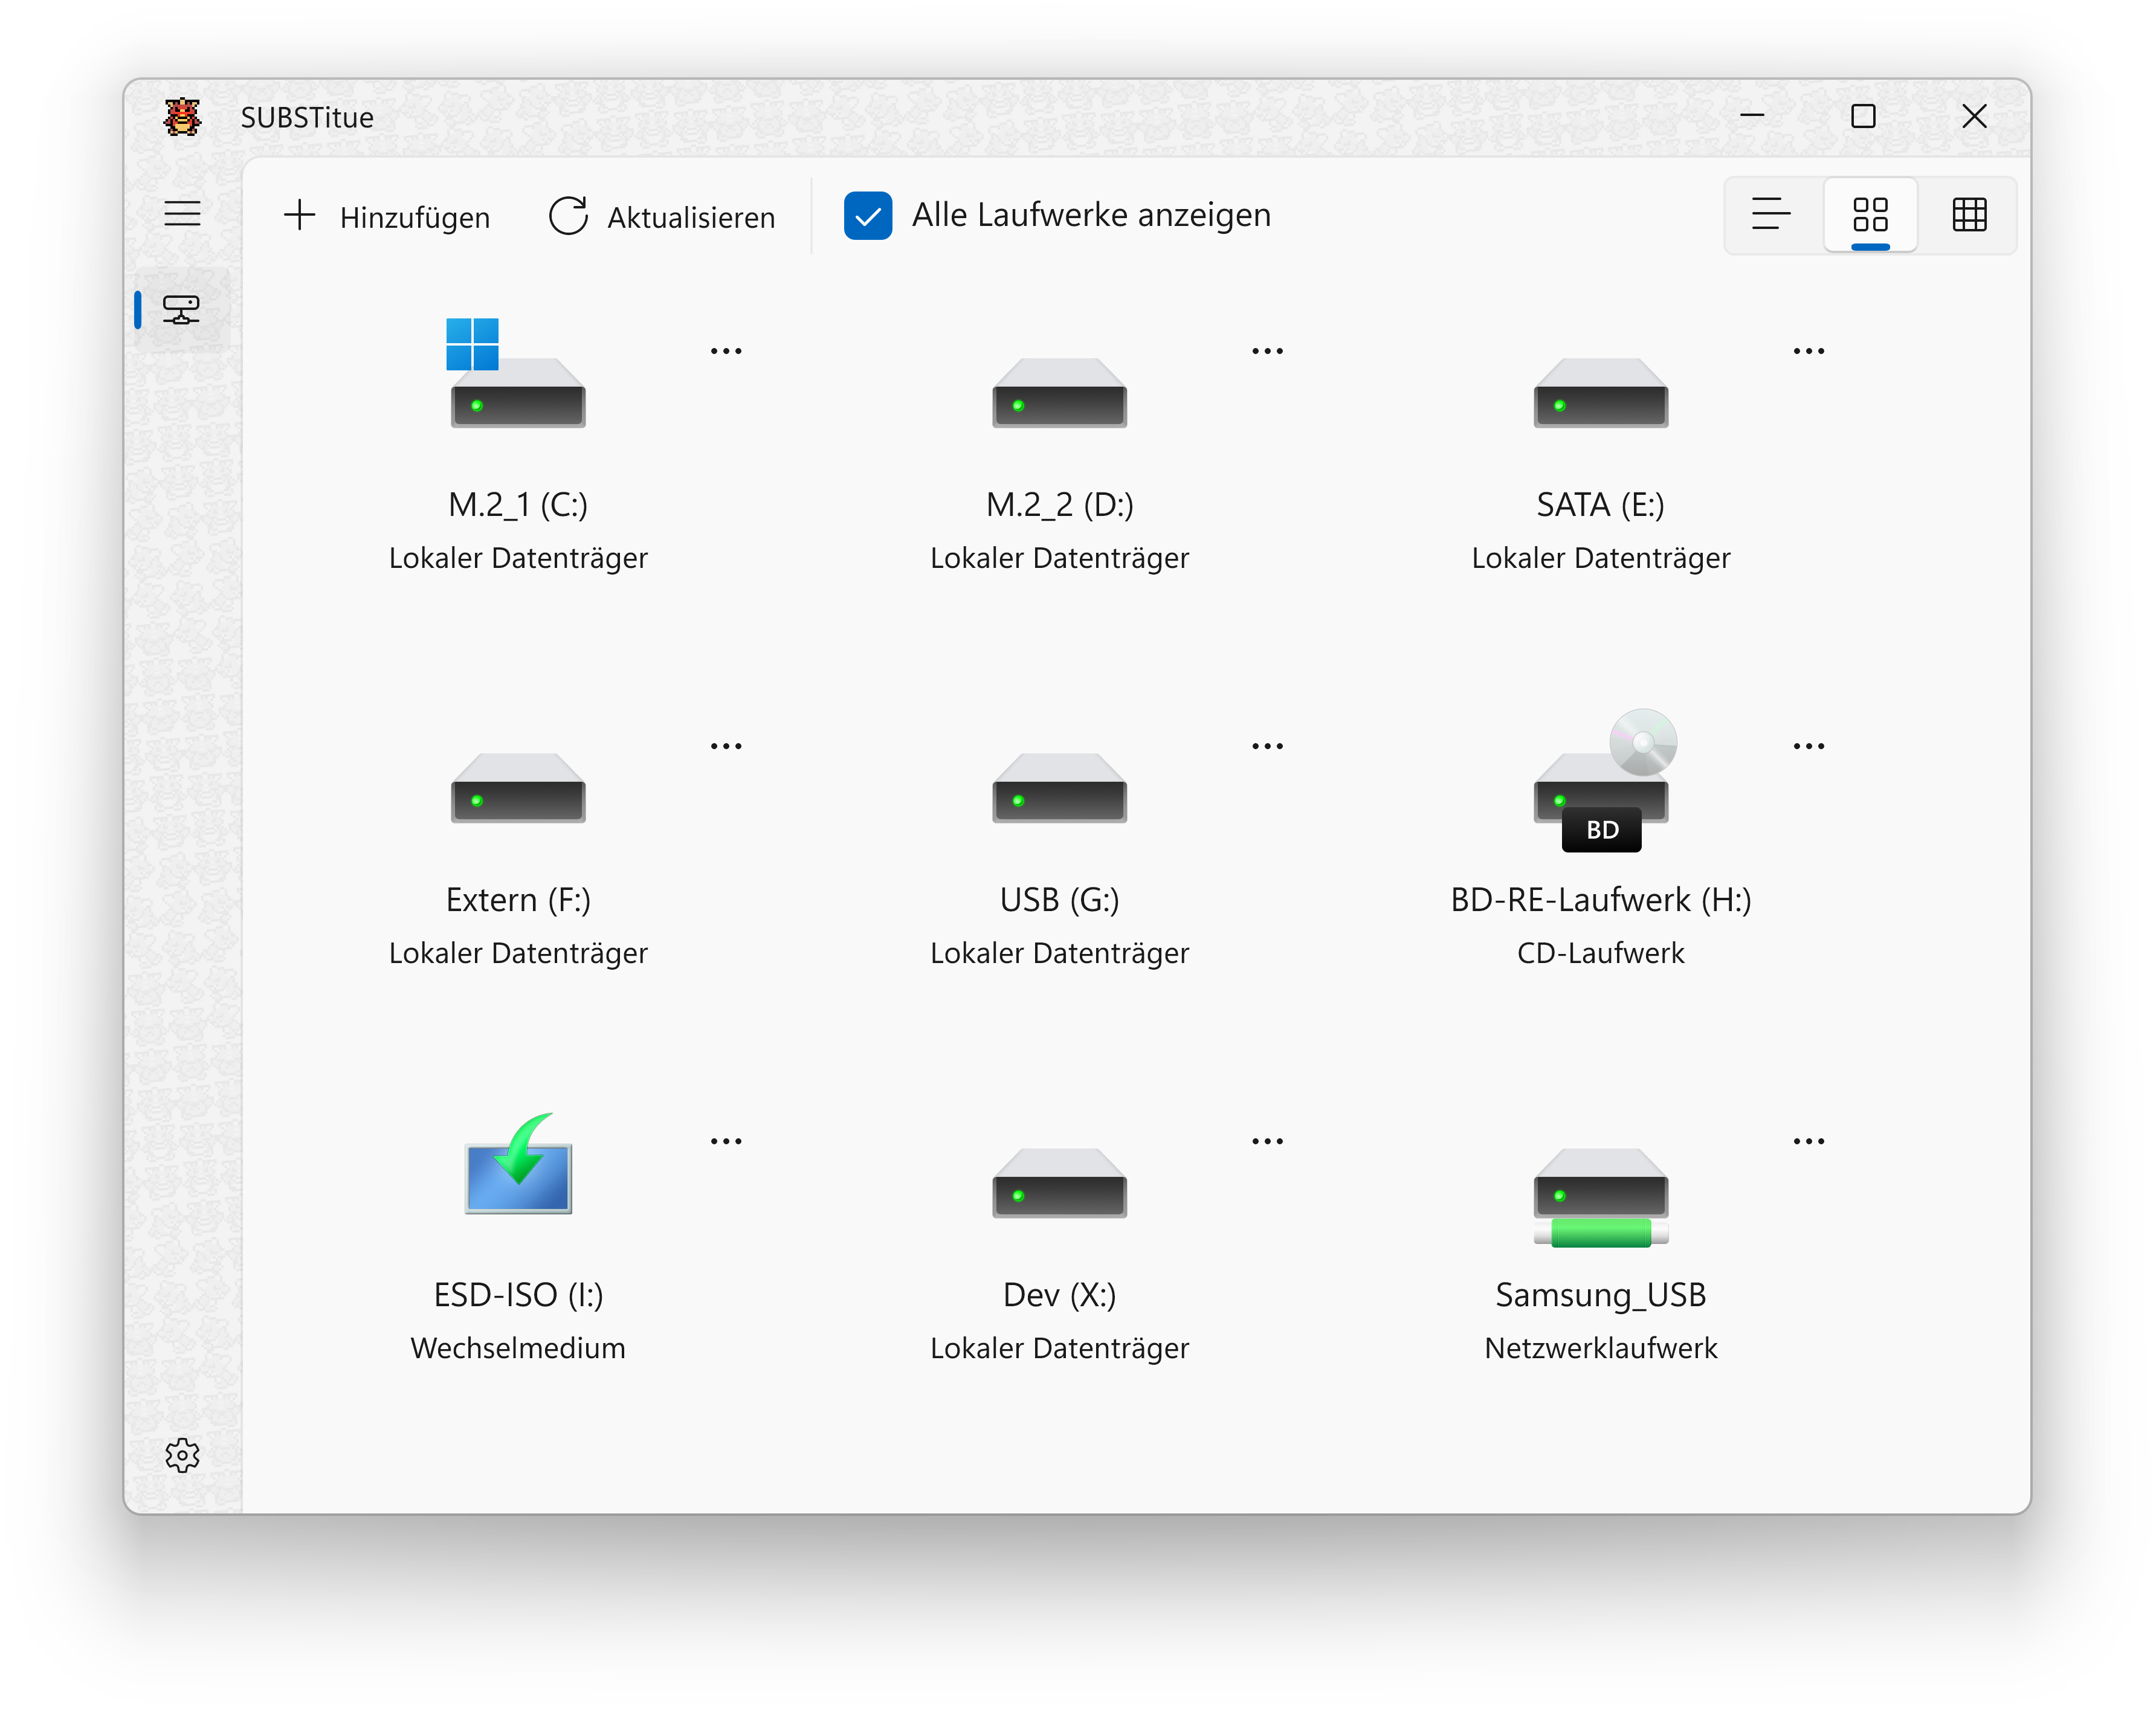 SUBSTitue
Hinzufügen
Aktualisieren
Alle Laufwerke anzeigen
M.2_1 (C:)
Lokaler Datenträger
M.2_2 (D:)
Lokaler Datenträger
SATA (E:)
Lokaler Datenträger
Extern (F:)
Lokaler Datenträger
USB (G:)
Lokaler Datenträger
BD
BD-RE-Laufwerk (H:)
CD-Laufwerk
ESD-ISO (I:)
Wechselmedium
Dev (X:)
Lokaler Datenträger
Samsung_USB
Netzwerklaufwerk